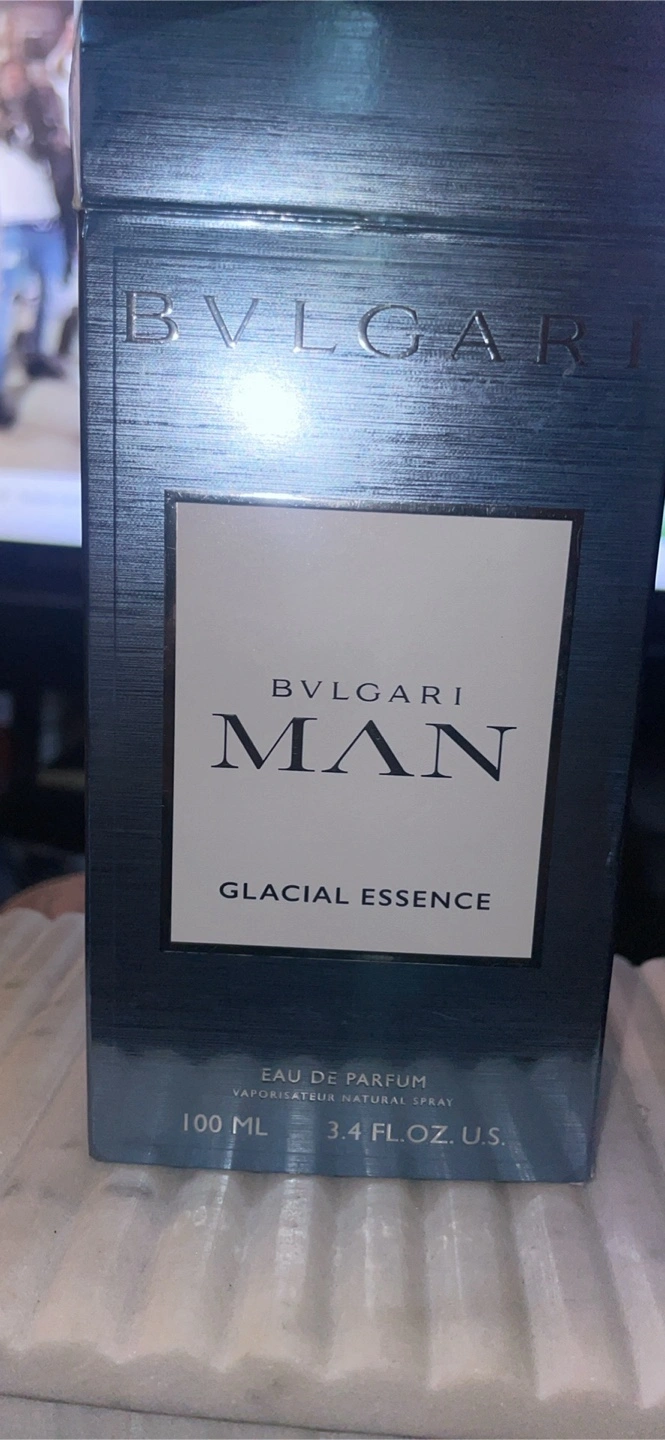 BVLGARI
BVLGARI
MAN
GLACIAL ESSENCE
EAU DE PARFUM
VAPORISATEUR NATURAL SPRAY
100 ML 3.4 FL.OZ. U.S.